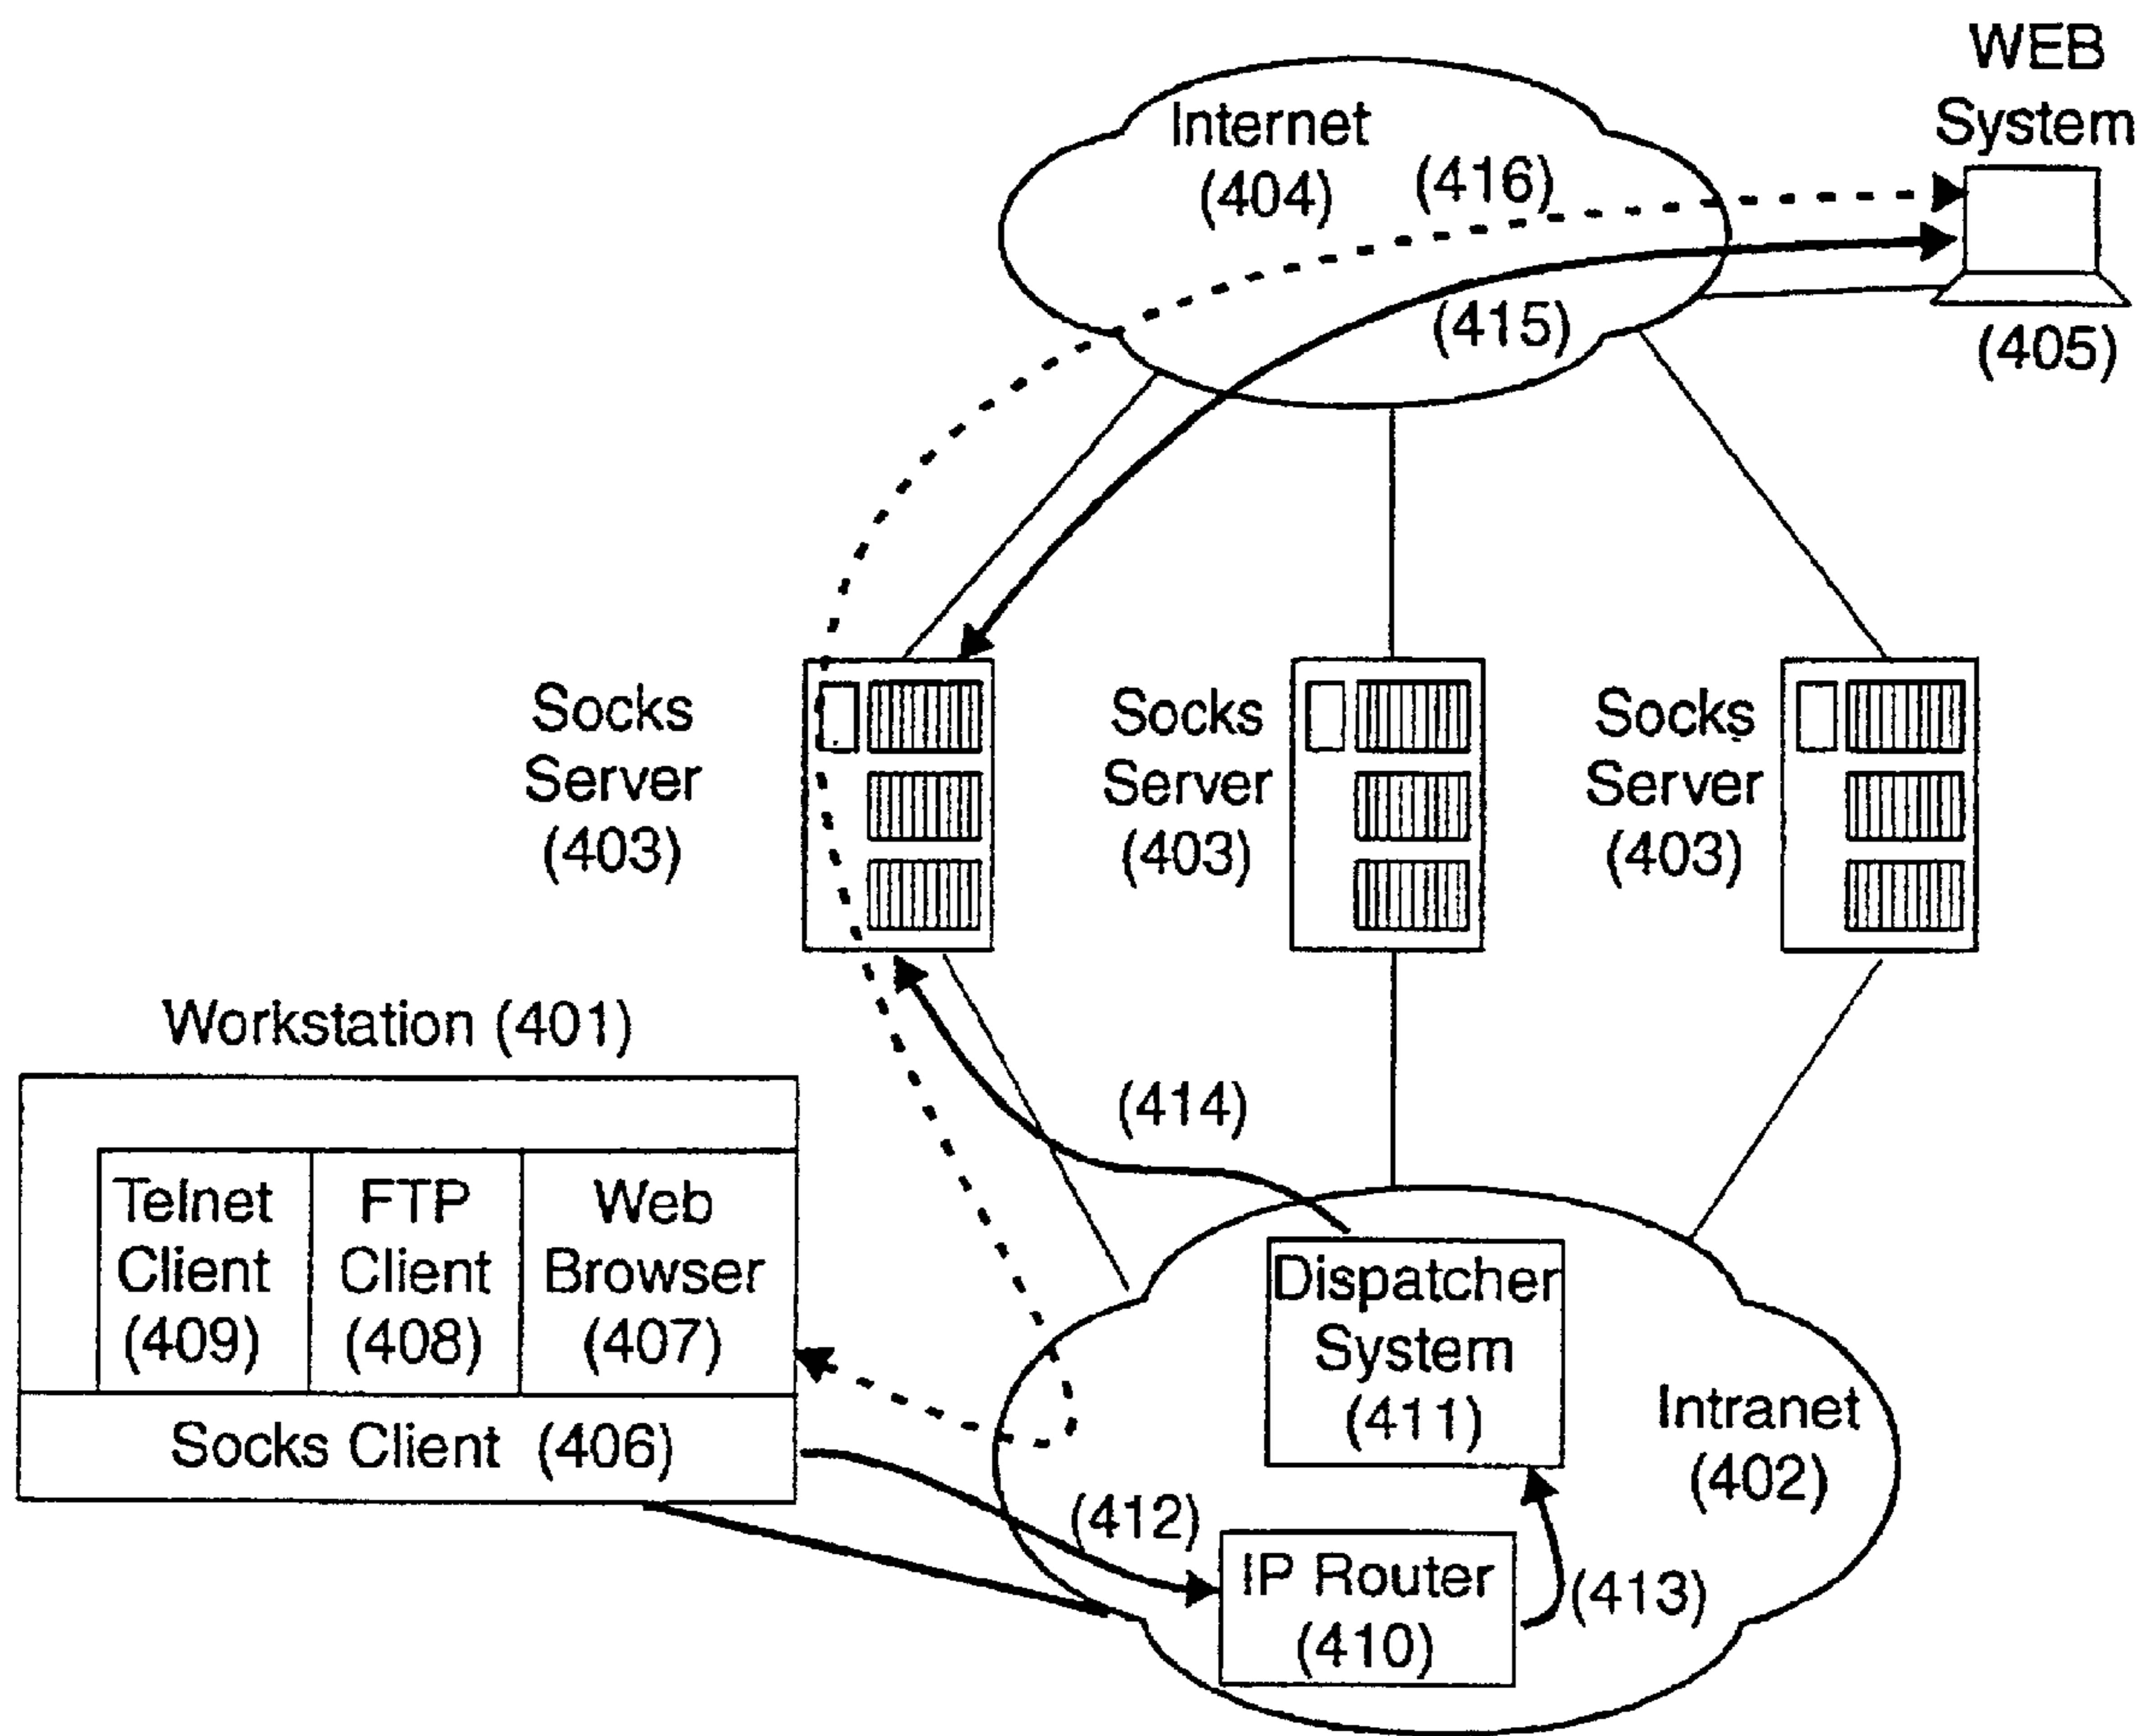 WEB
System
(405)
Internet
(404)
(416)
(415)
Socks
Server
(403)
Socks
Server
(403)
Socks
Server
(403)
Workstation (401)
Telnet
Client
(409)
FTP
Client
(408)
Web
Browser
(407)
Socks Client (406)
(414)
Dispatcher
System
(411)
Intranet
(402)
(412)
IP Router
(410)
(413)